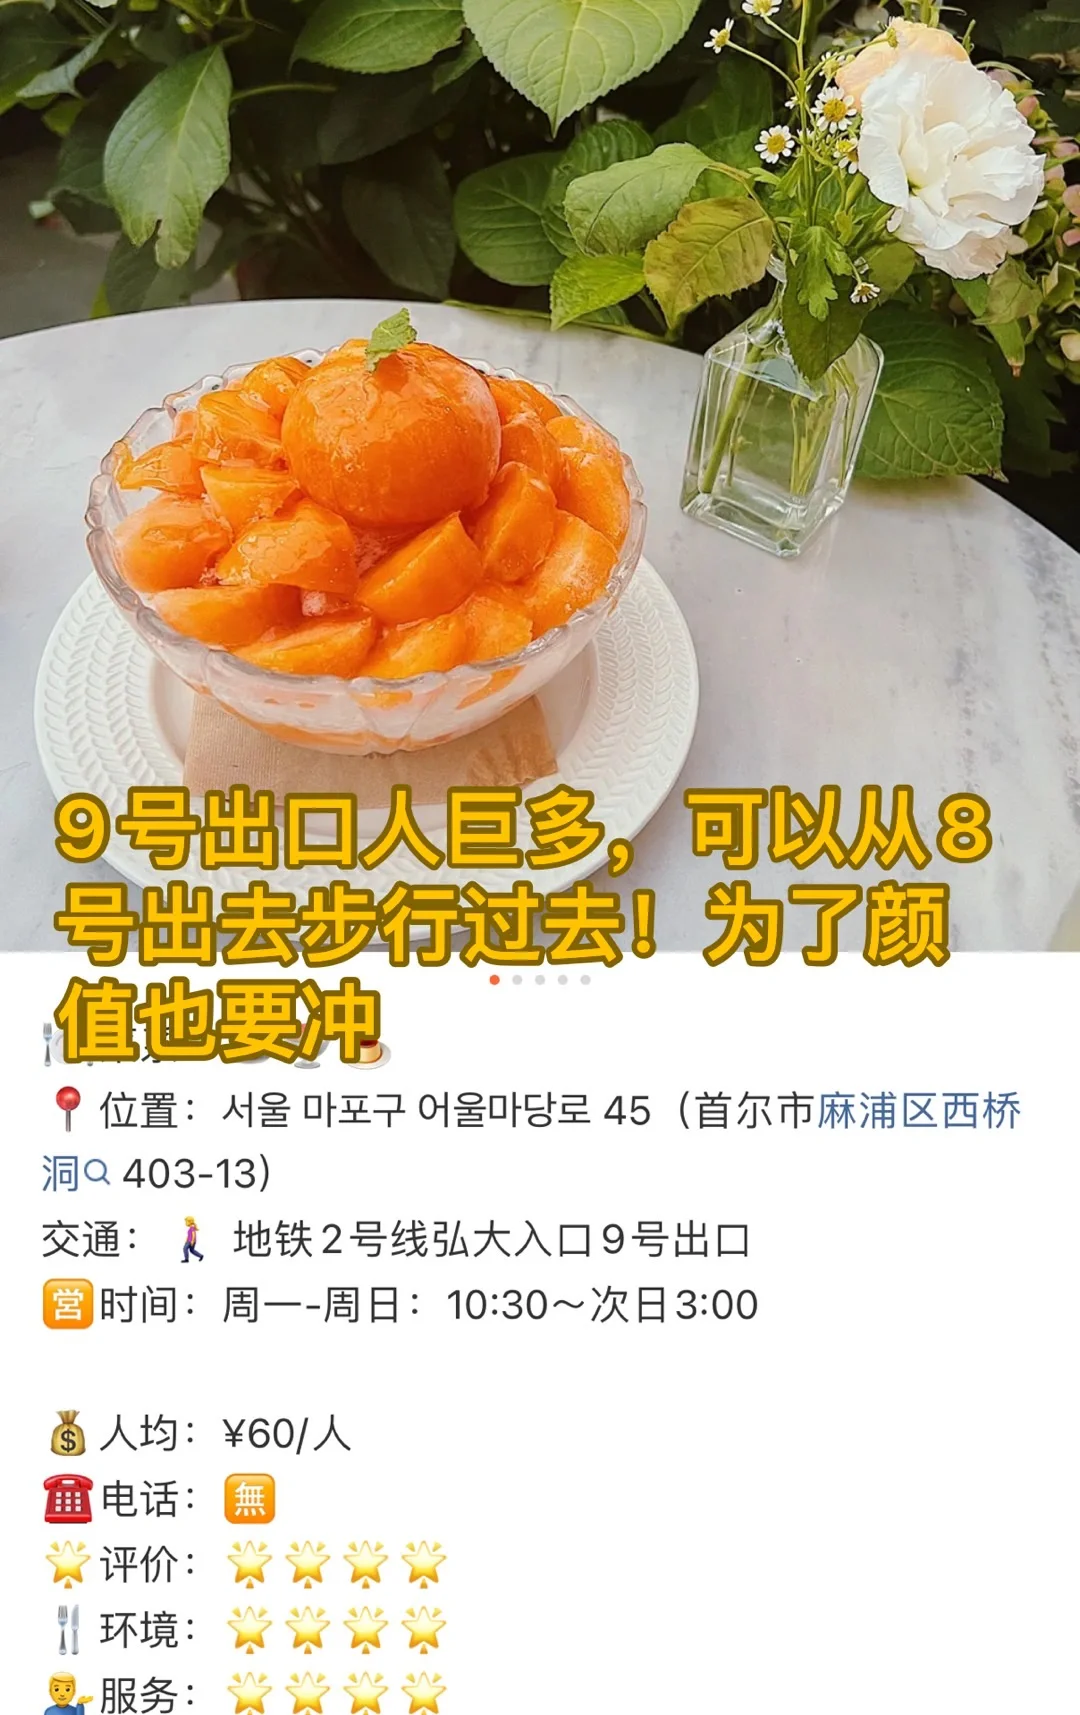 9号出口人巨多，可以从8
号出去步行过去！为了颜
值也要冲
位置：서울 마포구 어울마당로 45（首尔市麻浦区西桥
洞 403-13)
交通： 地铁2号线弘大入口9号出口
営时间：周一-周日：10:30～次日3:00
人均：¥60/人
电话：無
评价：
环境：
服务：